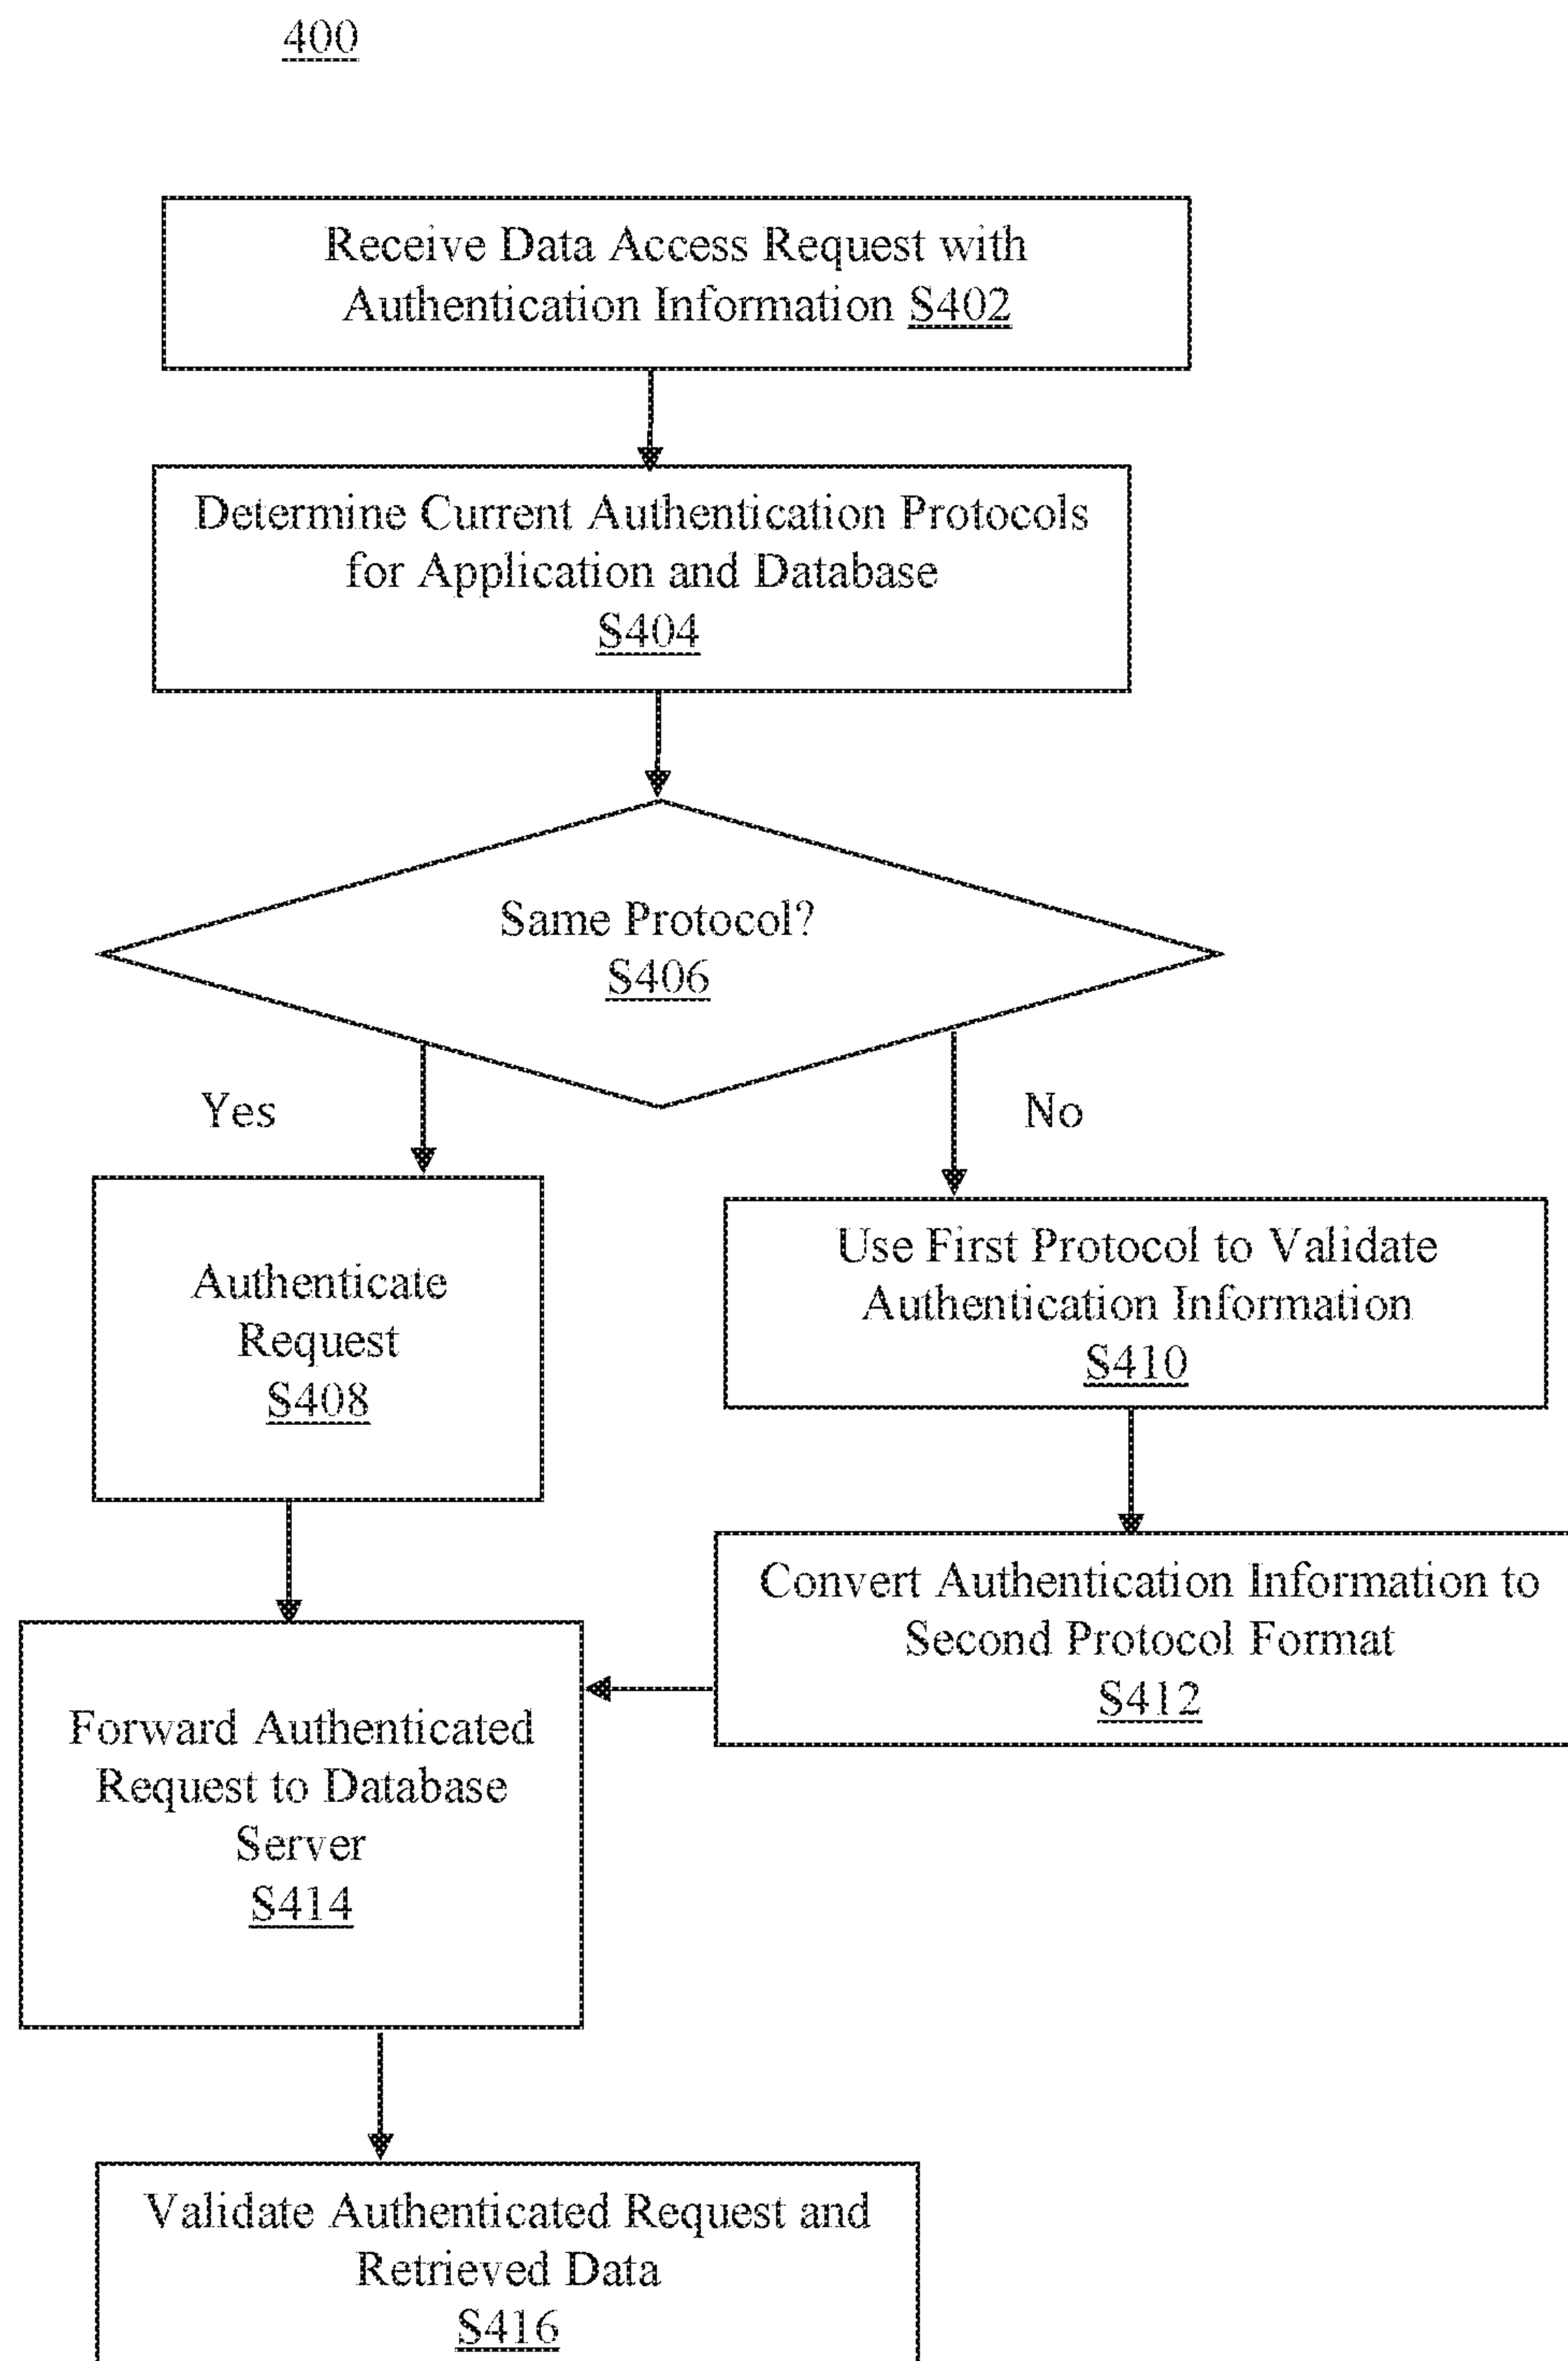 400
Receive Data Access Request with
Authentication Information S402
Determine Current Authentication Protocols
for Application and Database
S404
Same Protocol?
S406
Yes
No
Authenticate
Request
S408
Use First Protocol to Validate
Authentication Information
S410
Convert Authentication Information to
Second Protocol Format
S412
Forward Authenticated
Request to Database
Server
S414
Validate Authenticated Request and
Retrieved Data
S416